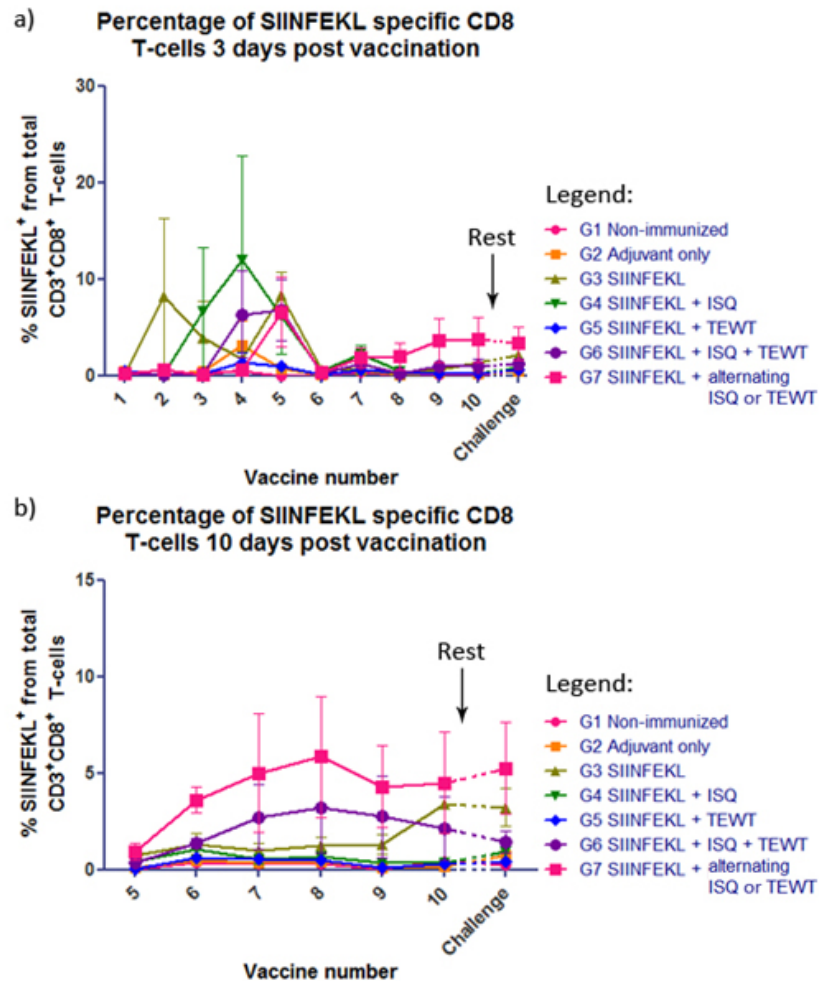 a)
Percentage of SIINFEKL specific CD8
T-cells 3 days post vaccination
% SIINFEKL+ from total
CD3+CD8+ T-cells
30
20
10
0
1 2 3 4 5 6 7 8 9 10 Challenge
Vaccine number
Rest
Legend:
G1 Non-immunized
G2 Adjuvant only
G3 SIINFEKL
G4 SIINFEKL + ISQ
G5 SIINFEKL + TEWT
G6 SIINFEKL + ISQ + TEWT
G7 SIINFEKL + alternating
ISQ or TEWT
b)
Percentage of SIINFEKL specific CD8
T-cells 10 days post vaccination
% SIINFEKL+ from total
CD3+CD8+ T-cells
15
10
5
0
5 6 7 8 9 10 Challenge
Vaccine number
Rest
Legend:
G1 Non-immunized
G2 Adjuvant only
G3 SIINFEKL
G4 SIINFEKL + ISQ
G5 SIINFEKL + TEWT
G6 SIINFEKL + ISQ + TEWT
G7 SIINFEKL + alternating
ISQ or TEWT